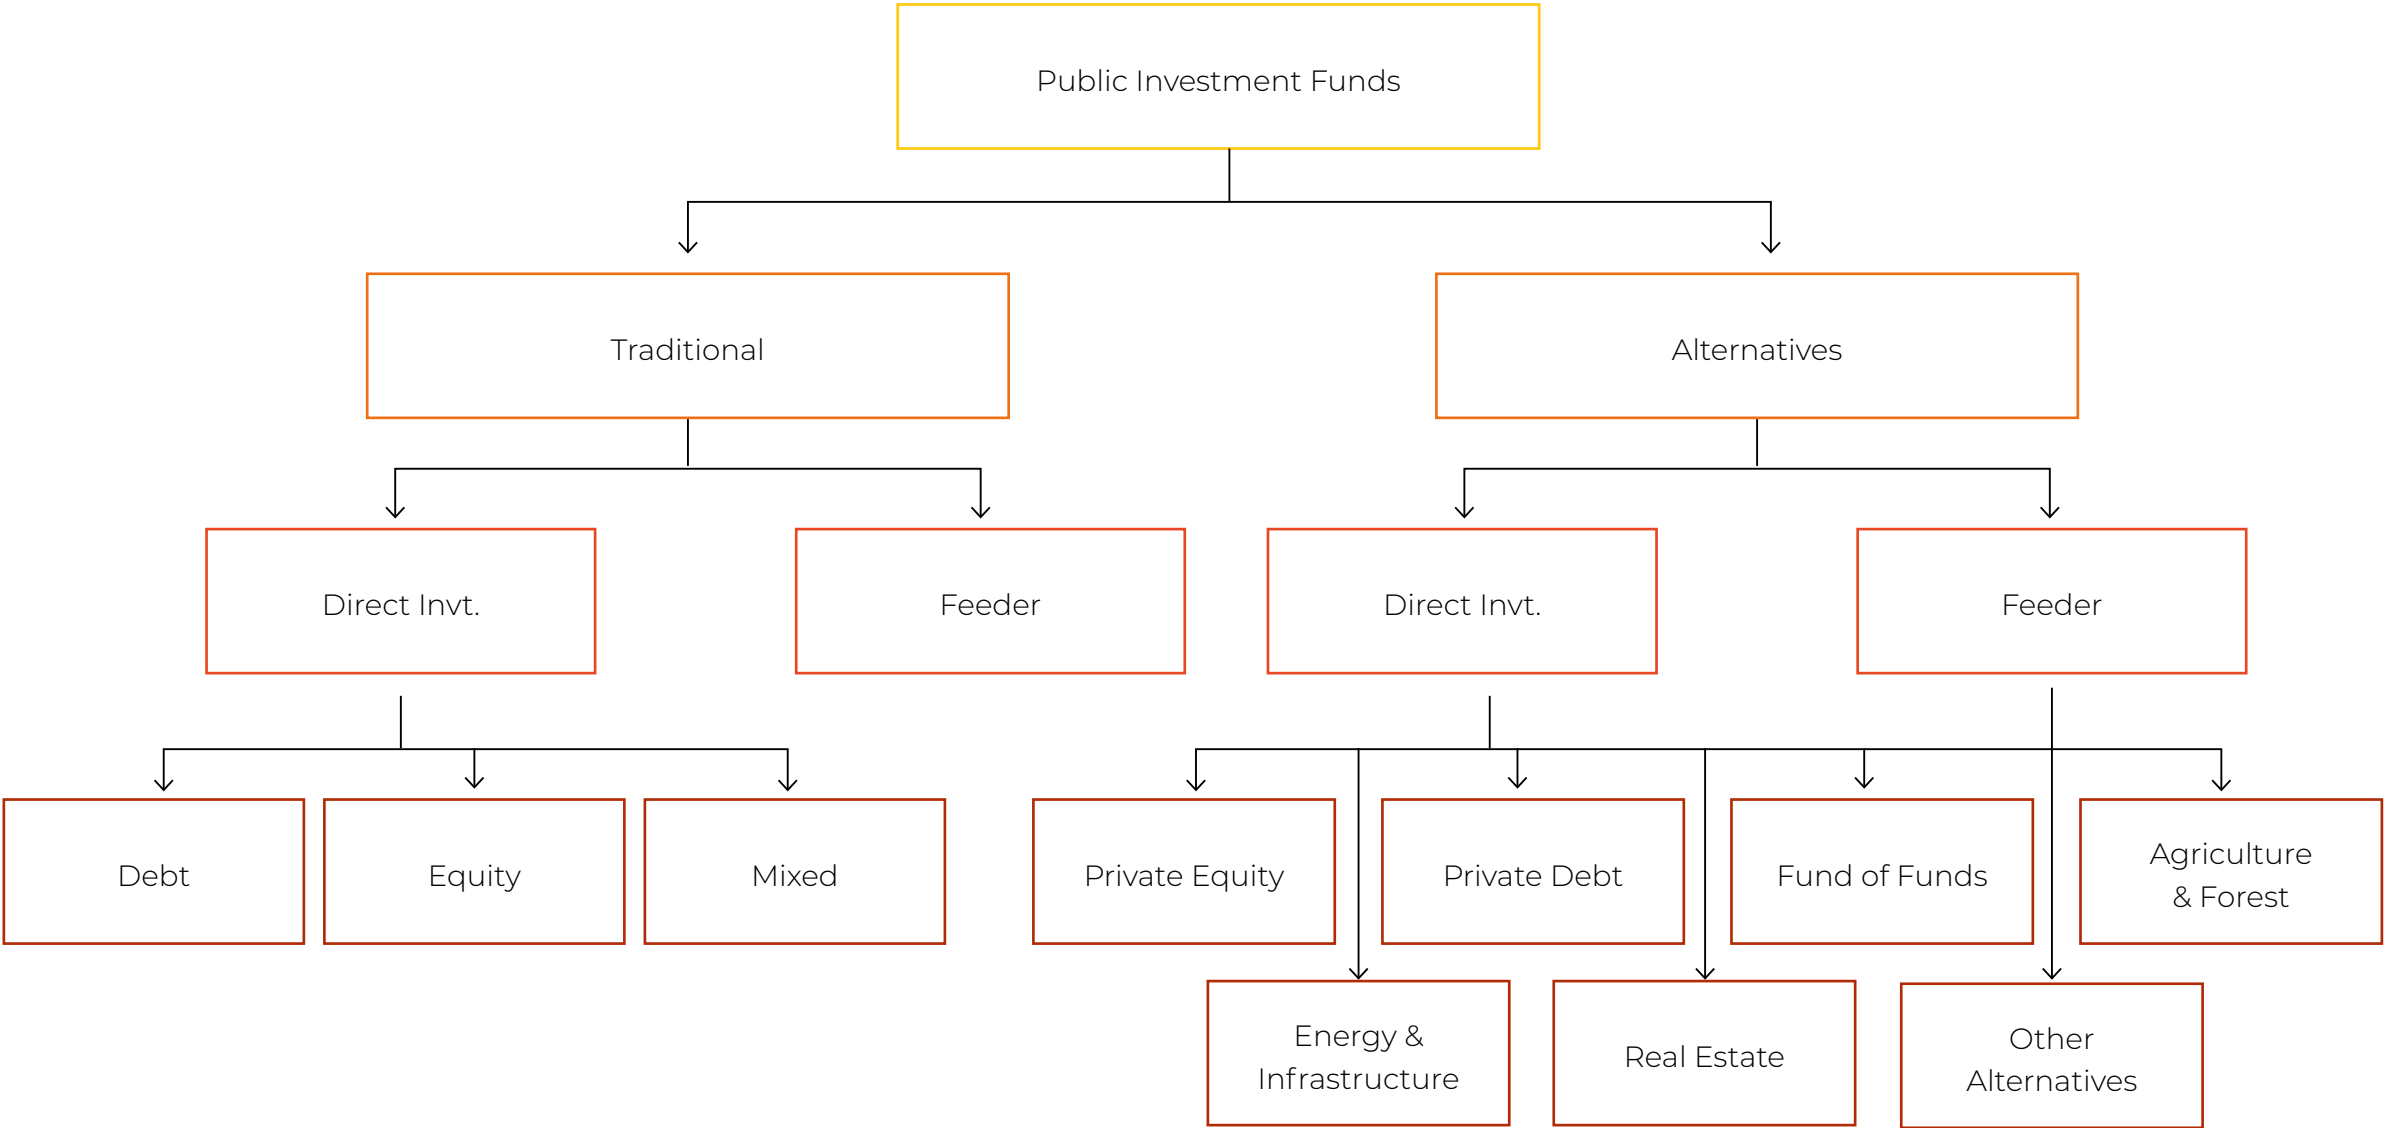 Public Investment Funds
Traditional
Alternatives
Direct Invt.
Feeder
Direct Invt.
Feeder
Debt
Equity
Mixed
Private Equity
Private Debt
Fund of Funds
Agriculture
& Forest
Energy &
Infrastructure
Real Estate
Other
Alternatives